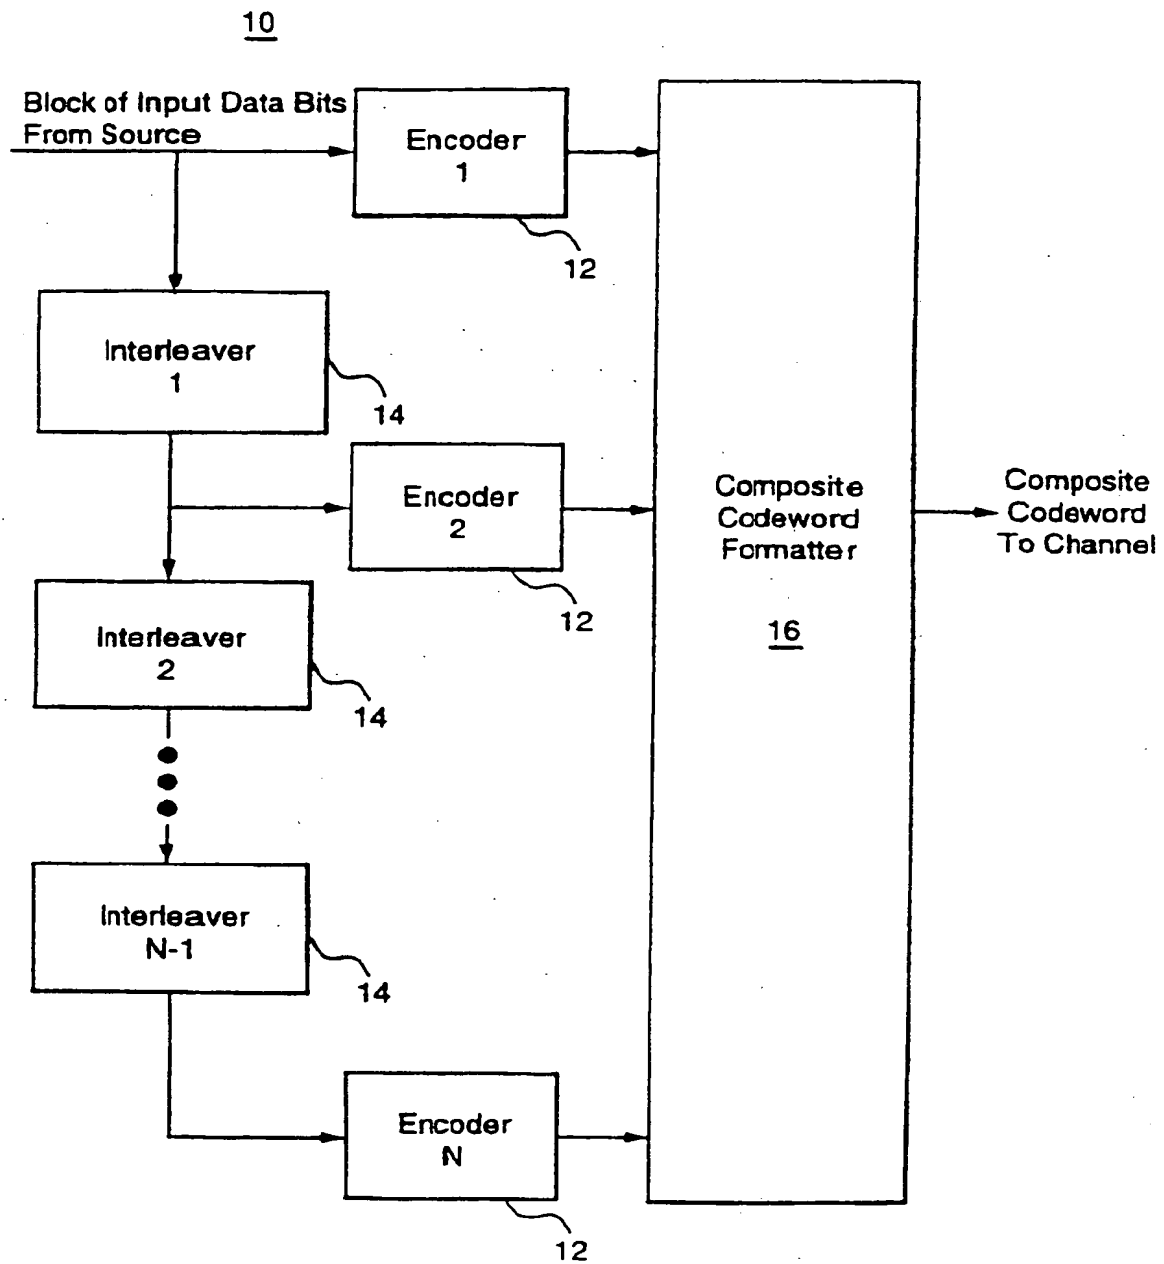 10
Block of Input Data Bits
From Source
Encoder
1
12
Interleaver
1
14
Encoder
2
12
Composite
Codeword
Formatter
16
Composite
Codeword
To Channel
Interleaver
2
14
Interleaver
N-1
14
Encoder
N
12